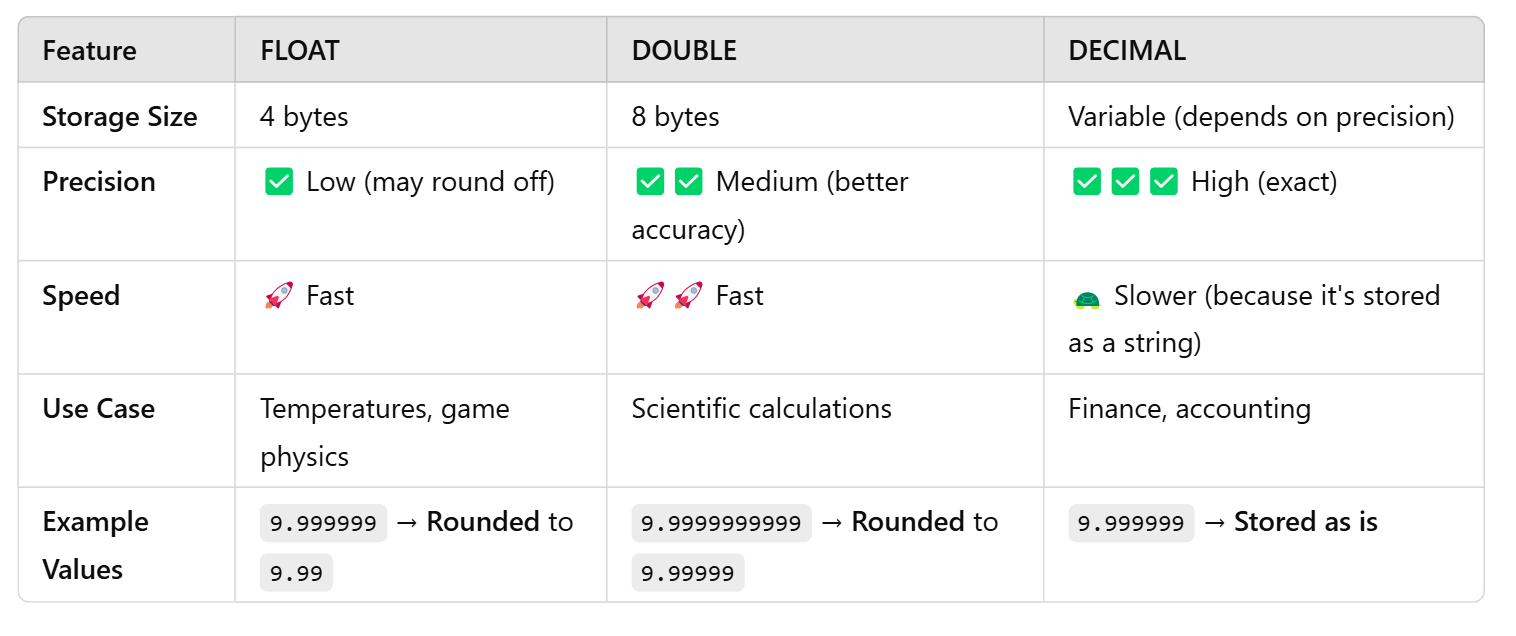 Feature FLOAT DOUBLE DECIMAL
Storage Size 4 bytes 8 bytes Variable (depends on precision)
Precision ✅ Low (may round off) ✅ ✅ Medium (better ✅ ✅ ✅ High (exact)
accuracy)
Speed 🚀 Fast 🚀 🚀 Fast 🐢 Slower (because it's stored
as a string)
Use Case Temperatures, game Scientific calculations Finance, accounting
physics
Example 9.999999 → Rounded to 9.9999999999 → Rounded to 9.999999 → Stored as is
Values 9.99 9.99999